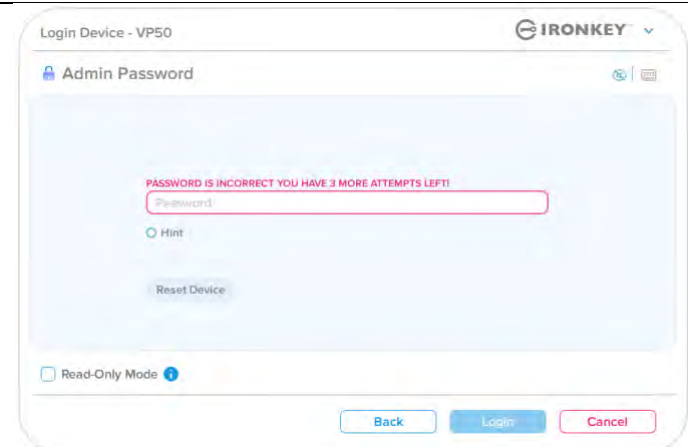 Login Device - VP50
IRONKEY
Admin Password
PASSWORD IS INCORRECT YOU HAVE 3 MORE ATTEMPTS LEFT!
Password
Hint
Reset Device
Read-Only Mode
Back
Login
Cancel